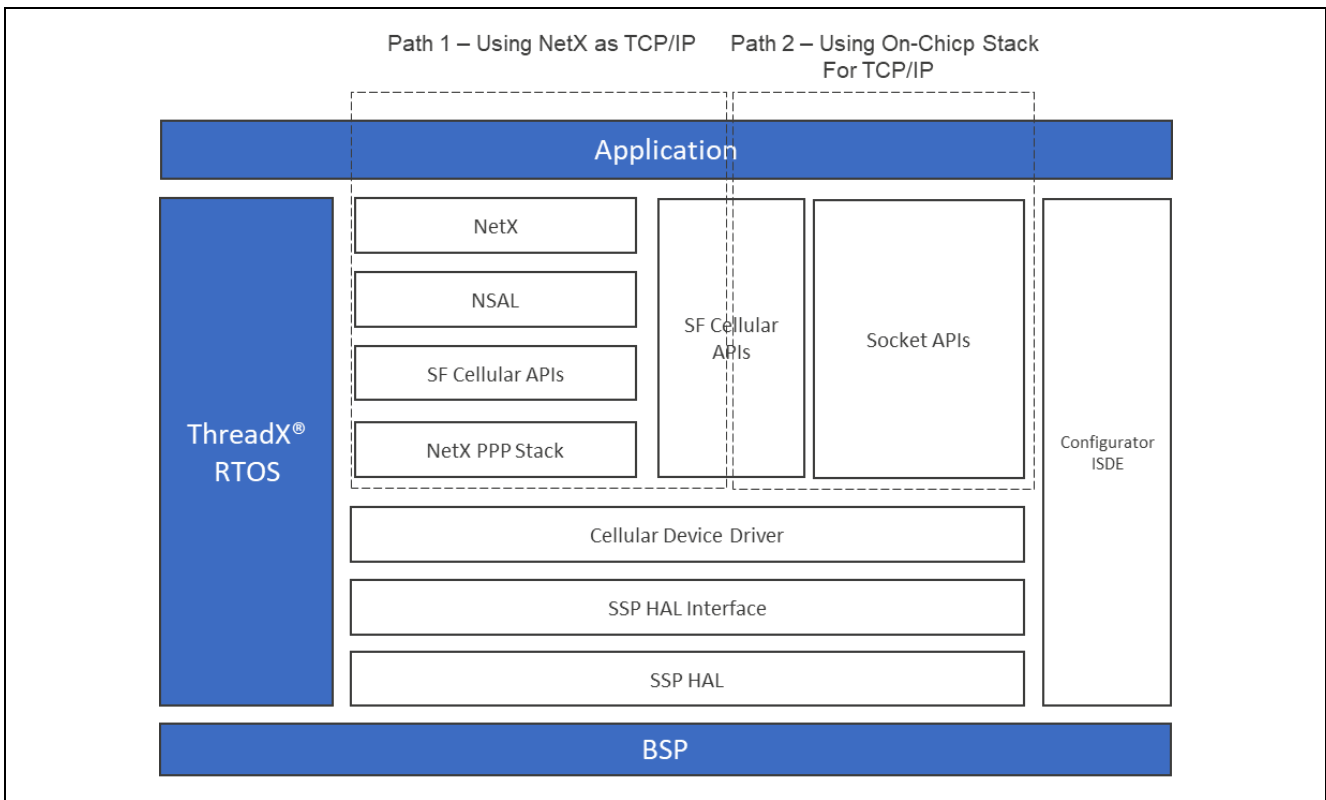 Path 1 – Using NetX as TCP/IP
Path 2 – Using On-Chicp Stack
For TCP/IP
Application
ThreadX®
RTOS
NetX
NSAL
SF Cellular APIs
NetX PPP Stack
SF Cellular
APIs
Socket APIs
Configurator
ISDE
Cellular Device Driver
SSP HAL Interface
SSP HAL
BSP